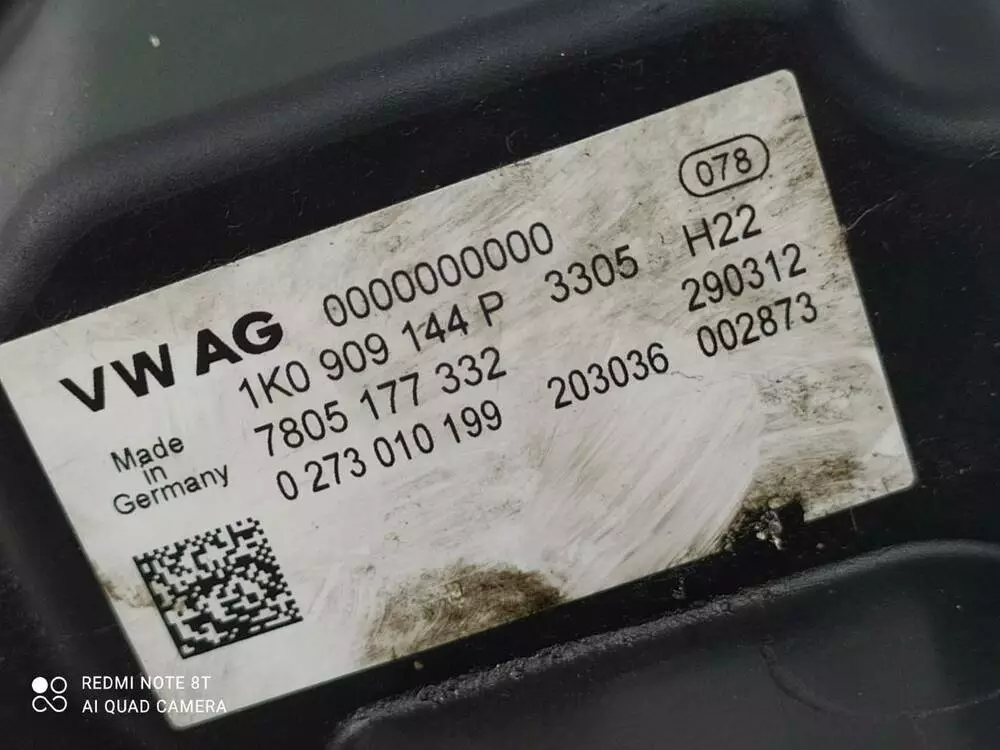 078
VW AG 0000000000
1K0 909 144 P 3305 H22
7805 177 332 290312
0 273 010 199 203036 002873
Made
in
Germany
REDMI NOTE 8T
AI QUAD CAMERA